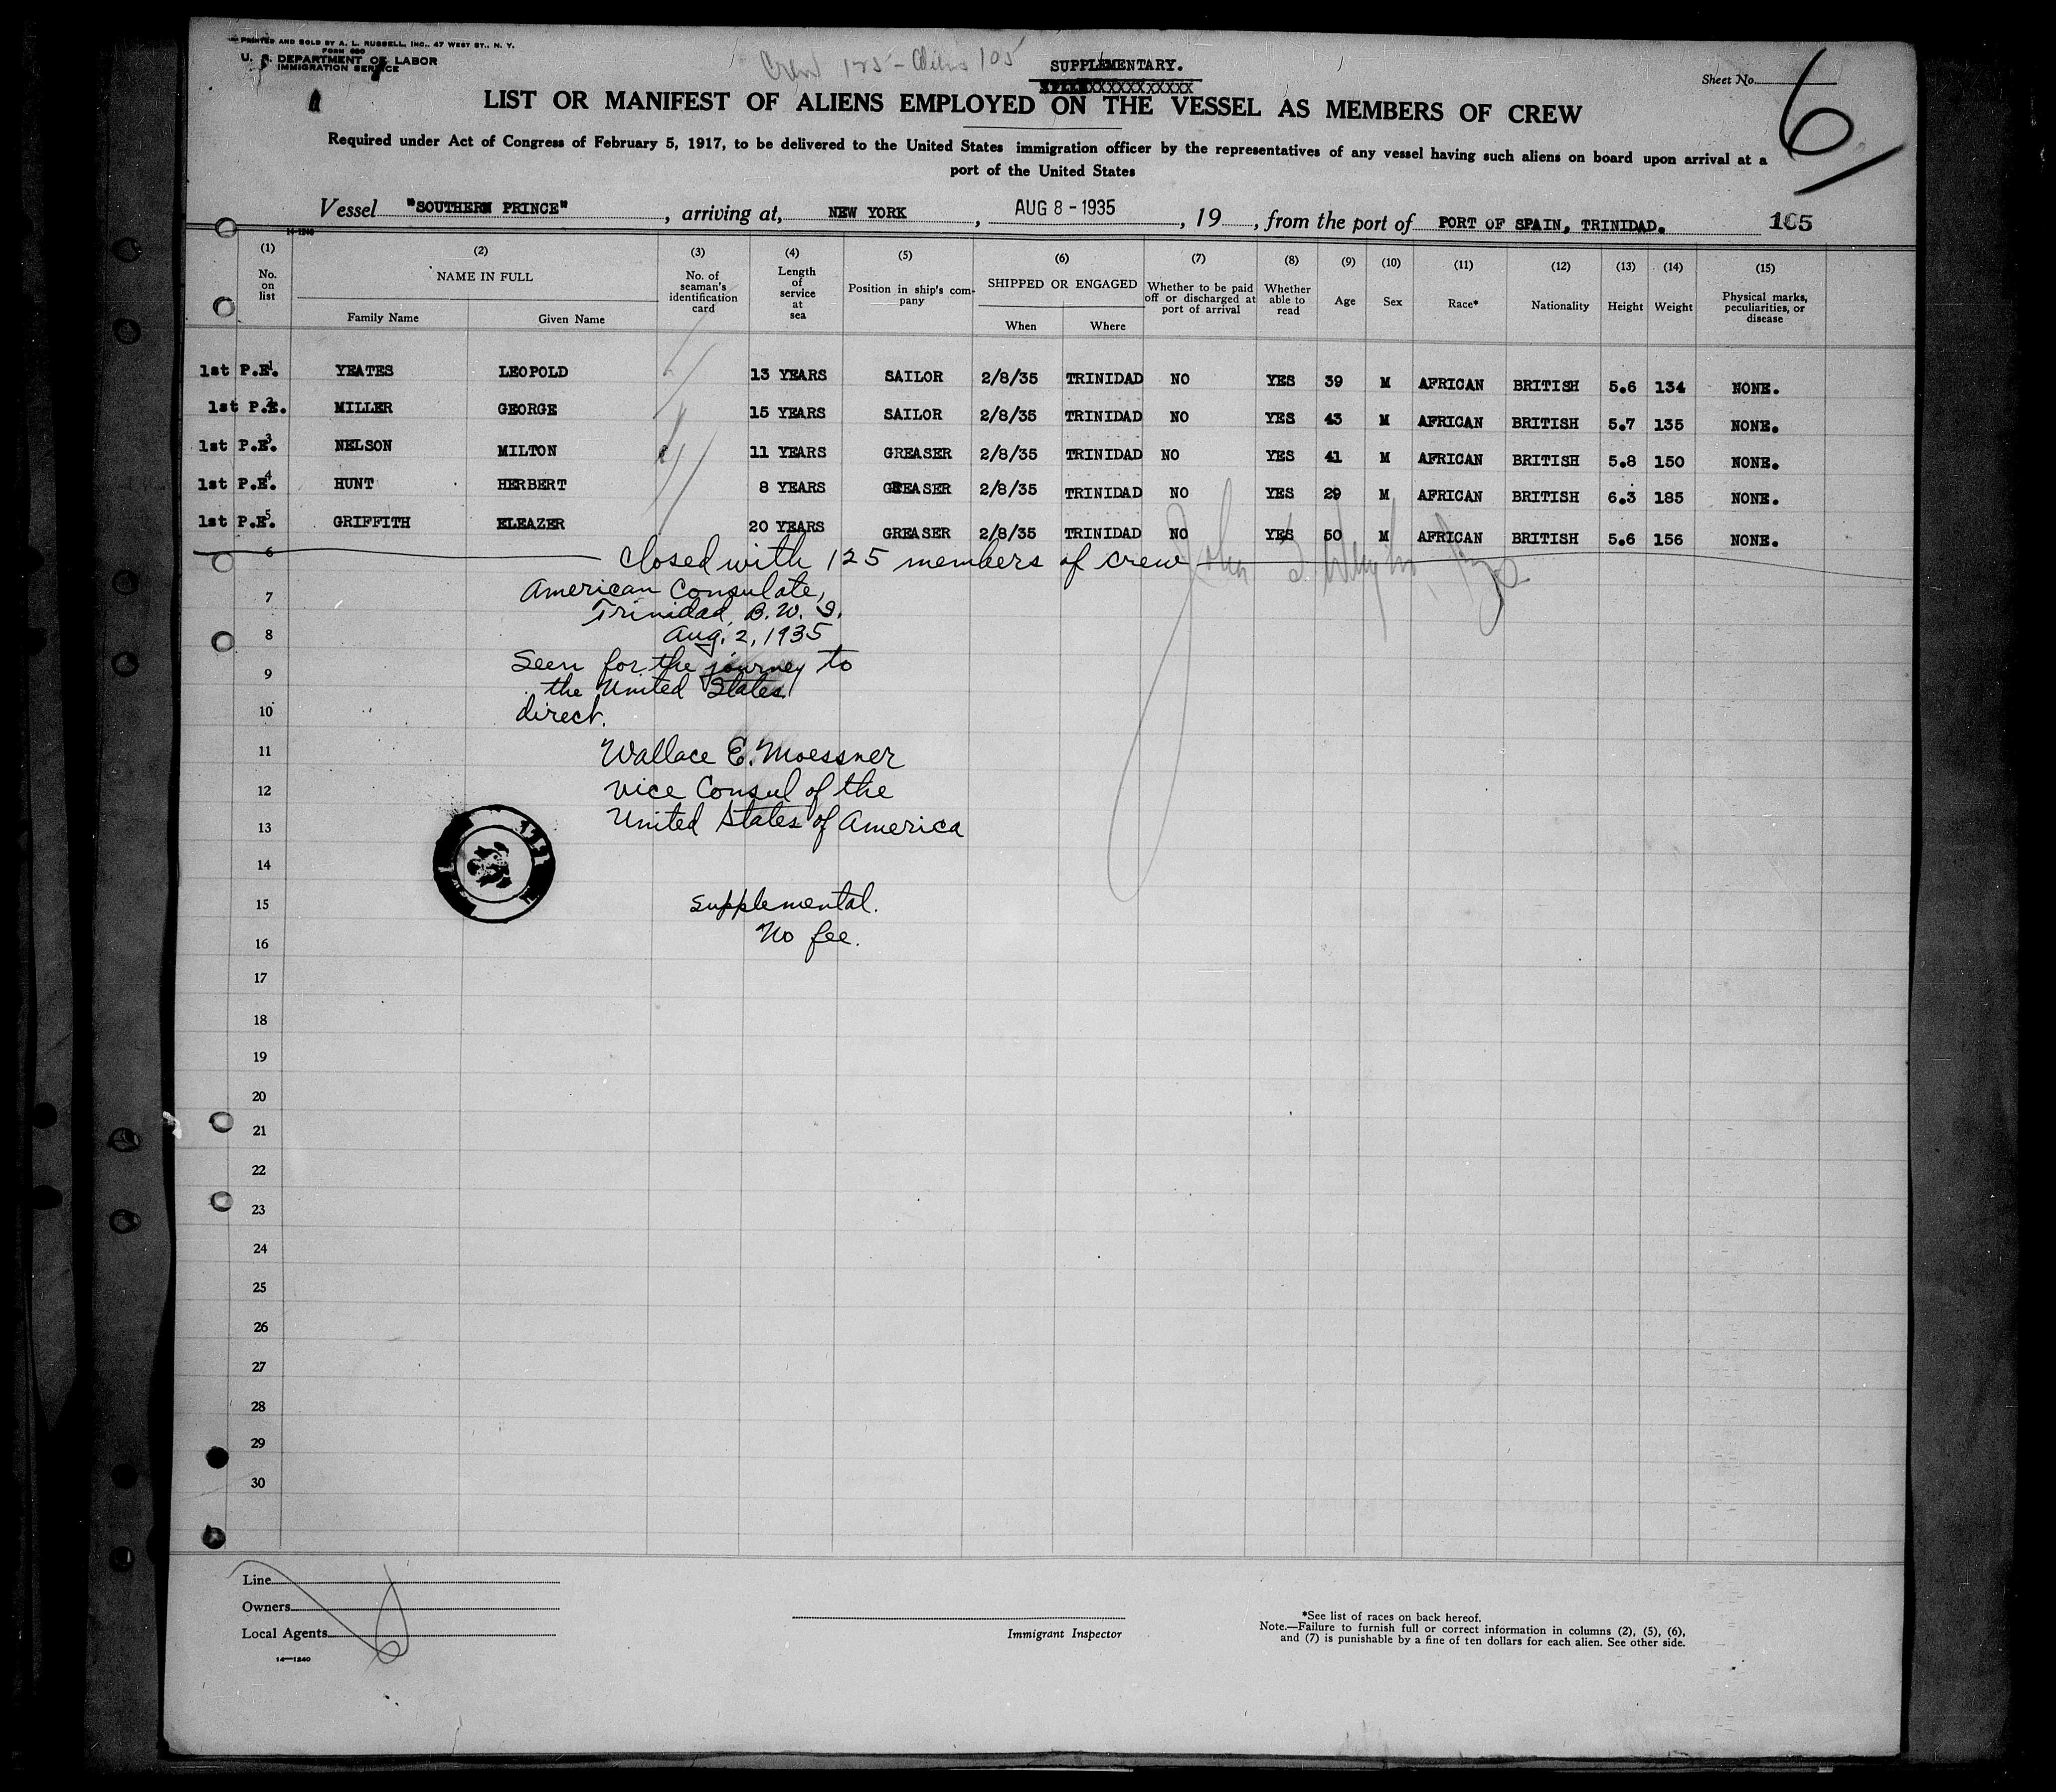 PRINTED AND SOLD BY A. L. RUSSELL, INC., 47 WEST ST., N. Y.
FORM 680
U. S. DEPARTMENT OF LABOR
IMMIGRATION SERVICE
Crew 125 - Aliens 105
SUPPLEMENTARY.
Sheet No. 6
LIST OR MANIFEST OF ALIENS EMPLOYED ON THE VESSEL AS MEMBERS OF CREW
Required under Act of Congress of February 5, 1917, to be delivered to the United States immigration officer by the representatives of any vessel having such aliens on board upon arrival at a
port of the United States
Vessel "SOUTHERN PRINCE", arriving at, NEW YORK, AUG 8 - 1935, 19, from the port of PORT OF SPAIN, TRINIDAD. 105
14-1240
(1) (2) (3) (4) (5) (6) (7) (8) (9) (10) (11) (12) (13) (14) (15)
No. on list
NAME IN FULL
Family Name
Given Name
No. of seaman's identification card
Length of service at sea
Position in ship's company
SHIPPED OR ENGAGED
When
Where
Whether to be paid off or discharged at port of arrival
Whether able to read
Age
Sex
Race*
Nationality
Height
Weight
Physical marks, peculiarities, or disease
1st P.E. 1 YEATES LEOPOLD 13 YEARS SAILOR 2/8/35 TRINIDAD NO YES 39 M AFRICAN BRITISH 5.6 134 NONE.
1st P.E. 2 MILLER GEORGE 15 YEARS SAILOR 2/8/35 TRINIDAD NO YES 43 M AFRICAN BRITISH 5.7 135 NONE.
1st P.E. 3 NELSON MILTON 11 YEARS GREASER 2/8/35 TRINIDAD NO YES 41 M AFRICAN BRITISH 5.8 150 NONE.
1st P.E. 4 HUNT HERBERT 8 YEARS GREASER 2/8/35 TRINIDAD NO YES 29 M AFRICAN BRITISH 6.3 185 NONE.
1st P.E. 5 GRIFFITH ELEAZER 20 YEARS GREASER 2/8/35 TRINIDAD NO YES 50 M AFRICAN BRITISH 5.6 156 NONE.
6 Closed with 125 members of crew
John
American Consulate,
7
Trinidad, B. W. I.
8 Aug. 2, 1935
Seen for the journey to
9
the United States
10 direct.
11 Wallace E. Moessner
12 Vice Consul of the
13 United States of America
14
15 Supplemental.
16 No fee.
17
18
19
20
21
22
23
24
25
26
27
28
29
30
Line
Owners
Local Agents
14—1240
Immigrant Inspector
*See list of races on back hereof.
Note.—Failure to furnish full or correct information in columns (2), (5), (6),
and (7) is punishable by a fine of ten dollars for each alien. See other side.